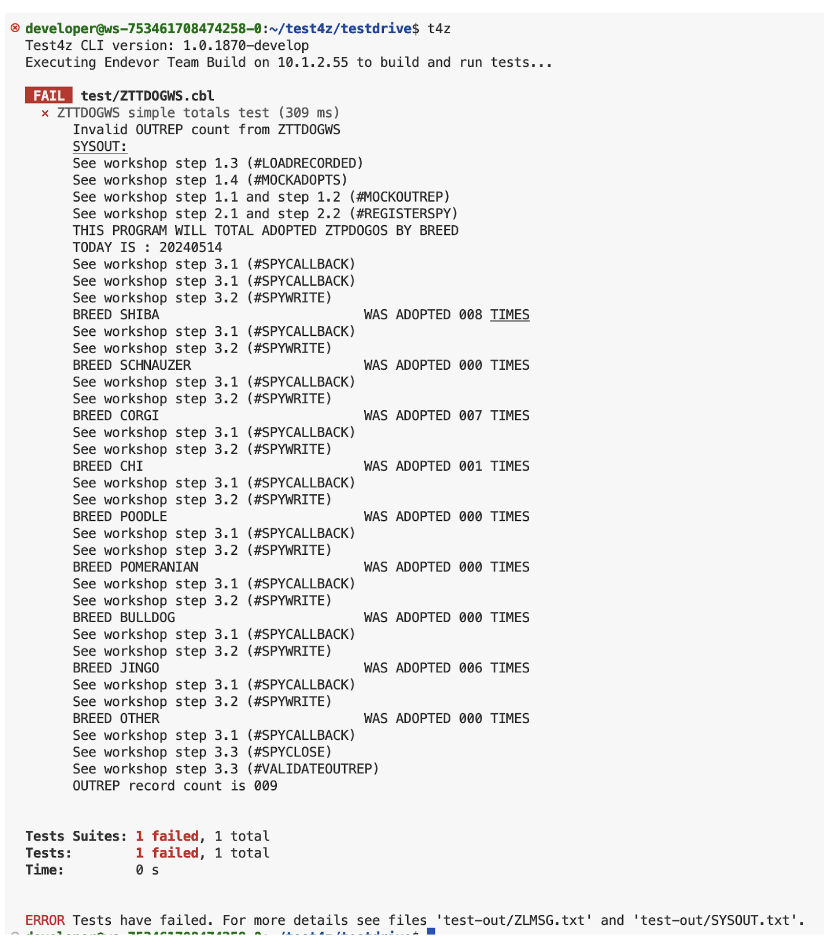 developer@ws-753461708474258-0:~/test4z/testdrive$ t4z
Test4z CLI version: 1.0.1870-develop
Executing Endevor Team Build on 10.1.2.55 to build and run tests...
FAIL test/ZTTDOGWS.cbl
× ZTTDOGWS simple totals test (309 ms)
Invalid OUTREP count from ZTTDOGWS
SYSOUT:
See workshop step 1.3 (#LOADRECORDED)
See workshop step 1.4 (#MOCKADOPTS)
See workshop step 1.1 and step 1.2 (#MOCKOUTREP)
See workshop step 2.1 and step 2.2 (#REGISTERSPY)
THIS PROGRAM WILL TOTAL ADOPTED ZTPDOGOS BY BREED
TODAY IS : 20240514
See workshop step 3.1 (#SPYCALLBACK)
See workshop step 3.1 (#SPYCALLBACK)
See workshop step 3.2 (#SPYWRITE)
BREED SHIBA WAS ADOPTED 008 TIMES
See workshop step 3.1 (#SPYCALLBACK)
See workshop step 3.2 (#SPYWRITE)
BREED SCHNAUZER WAS ADOPTED 000 TIMES
See workshop step 3.1 (#SPYCALLBACK)
See workshop step 3.2 (#SPYWRITE)
BREED CORGI WAS ADOPTED 007 TIMES
See workshop step 3.1 (#SPYCALLBACK)
See workshop step 3.2 (#SPYWRITE)
BREED CHI WAS ADOPTED 001 TIMES
See workshop step 3.1 (#SPYCALLBACK)
See workshop step 3.2 (#SPYWRITE)
BREED POODLE WAS ADOPTED 000 TIMES
See workshop step 3.1 (#SPYCALLBACK)
See workshop step 3.2 (#SPYWRITE)
BREED POMERANIAN WAS ADOPTED 000 TIMES
See workshop step 3.1 (#SPYCALLBACK)
See workshop step 3.2 (#SPYWRITE)
BREED BULLDOG WAS ADOPTED 000 TIMES
See workshop step 3.1 (#SPYCALLBACK)
See workshop step 3.2 (#SPYWRITE)
BREED JINGO WAS ADOPTED 006 TIMES
See workshop step 3.1 (#SPYCALLBACK)
See workshop step 3.2 (#SPYWRITE)
BREED OTHER WAS ADOPTED 000 TIMES
See workshop step 3.1 (#SPYCALLBACK)
See workshop step 3.3 (#SPYCLOSE)
See workshop step 3.3 (#VALIDATEOUTREP)
OUTREP record count is 009
Tests Suites: 1 failed, 1 total
Tests: 1 failed, 1 total
Time: 0 s
ERROR Tests have failed. For more details see files 'test-out/ZLMSG.txt' and 'test-out/SYSOUT.txt'.
developer@ws-753461708474258-0:~/test4z/testdrive$